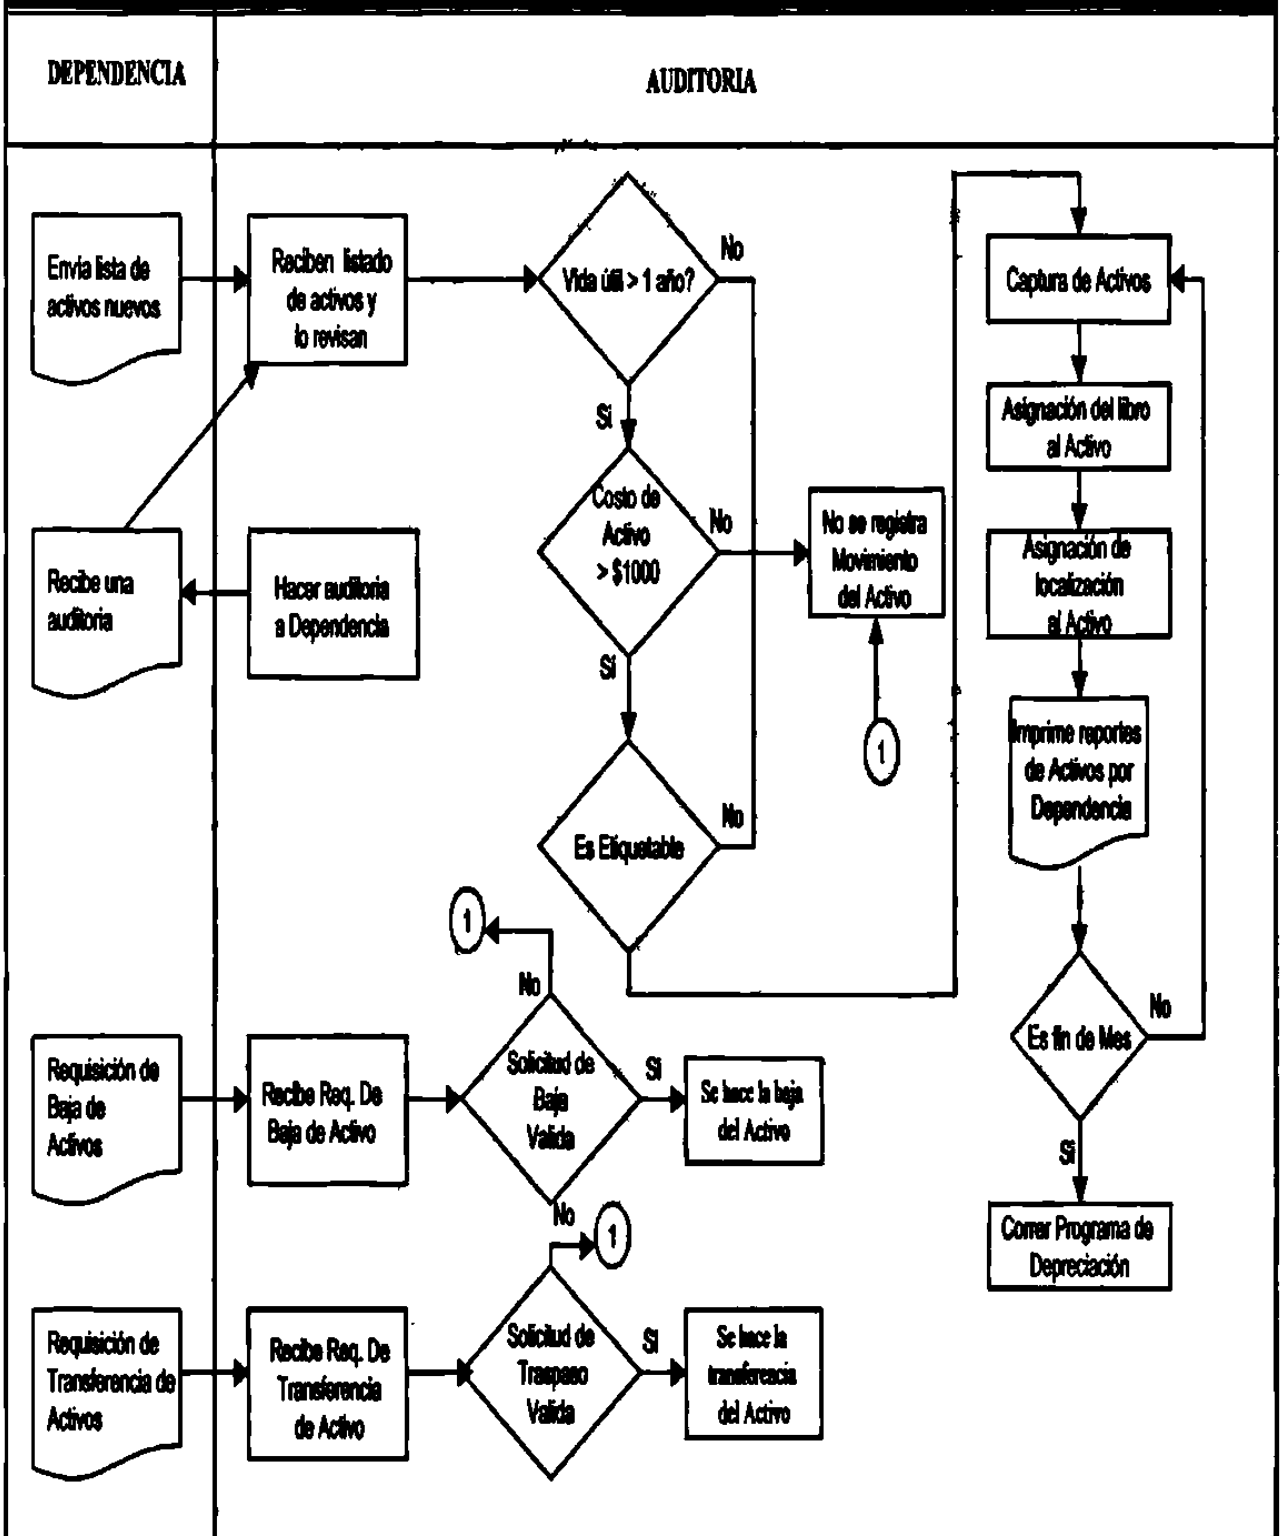 DEPENDENCIA
AUDITORIA
Envía lista de
activos nuevos
Reciben listado
de activos y
lo revisan
Vida útil > 1 año?
No
Sí
Costo de
Activo
> $1000
No
Sí
No se registra
Movimiento
del Activo
1
Es Etiquetable
No
Recibe una
auditoria
Hacer auditoria
a Dependencia
Captura de Activos
Asignación del libro
al Activo
Asignación de
localización
al Activo
Imprime reportes
de Activos por
Dependencia
Es fin de Mes
No
Sí
Correr Programa de
Depreciación
1
No
Requisición de
Baja de
Activos
Recibe Req. De
Baja de Activo
Solicitud de
Baja
Valida
Si
Se hace la baja
del Activo
No
1
Requisición de
Transferencia de
Activos
Recibe Req. De
Transferencia
de Activo
Solicitud de
Traspaso
Valida
Si
Se hace la
transferencia
del Activo